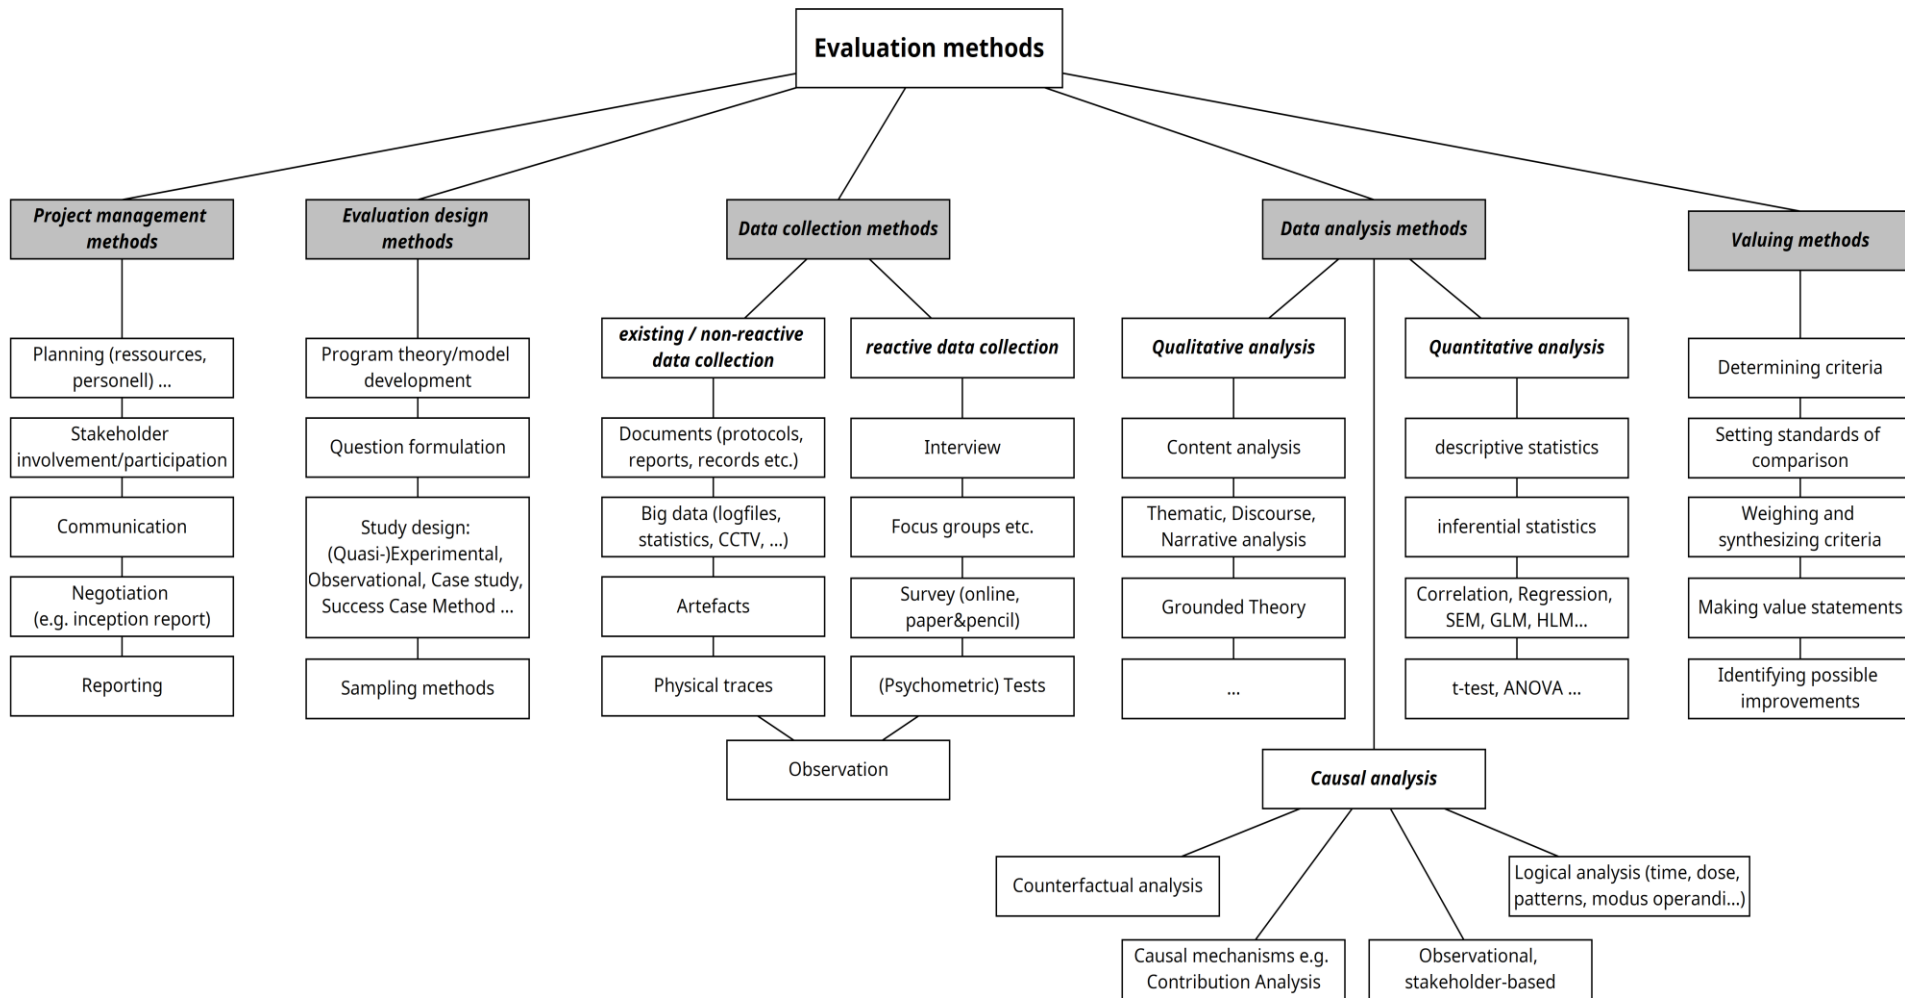 Evaluation methods
Project management
methods
Evaluation design
methods
Data collection methods
Data analysis methods
Valuing methods
Planning (ressources,
personell) ...
Stakeholder
involvement/participation
Communication
Negotiation
(e.g. inception report)
Reporting
Program theory/model
development
Question formulation
Study design:
(Quasi-)Experimental,
Observational, Case study,
Success Case Method ...
Sampling methods
existing / non-reactive
data collection
Documents (protocols,
reports, records etc.)
Big data (logfiles,
statistics, CCTV, ...)
Artefacts
Physical traces
reactive data collection
Interview
Focus groups etc.
Survey (online,
paper&pencil)
(Psychometric) Tests
Observation
Qualitative analysis
Content analysis
Thematic, Discourse,
Narrative analysis
Grounded Theory
...
Quantitative analysis
descriptive statistics
inferential statistics
Correlation, Regression,
SEM, GLM, HLM...
t-test, ANOVA ...
Causal analysis
Counterfactual analysis
Causal mechanisms e.g.
Contribution Analysis
Observational,
stakeholder-based
Logical analysis (time, dose,
patterns, modus operandi...)
Determining criteria
Setting standards of
comparison
Weighing and
synthesizing criteria
Making value statements
Identifying possible
improvements